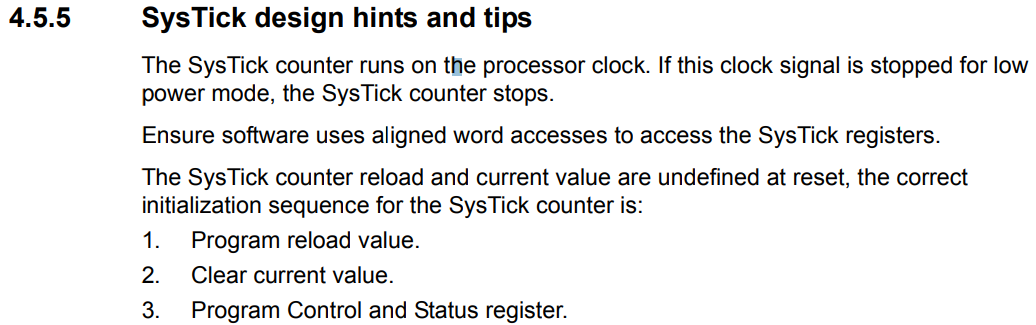 4.5.5 SysTick design hints and tips
The SysTick counter runs on the processor clock. If this clock signal is stopped for low
power mode, the SysTick counter stops.
Ensure software uses aligned word accesses to access the SysTick registers.
The SysTick counter reload and current value are undefined at reset, the correct
initialization sequence for the SysTick counter is:
1. Program reload value.
2. Clear current value.
3. Program Control and Status register.